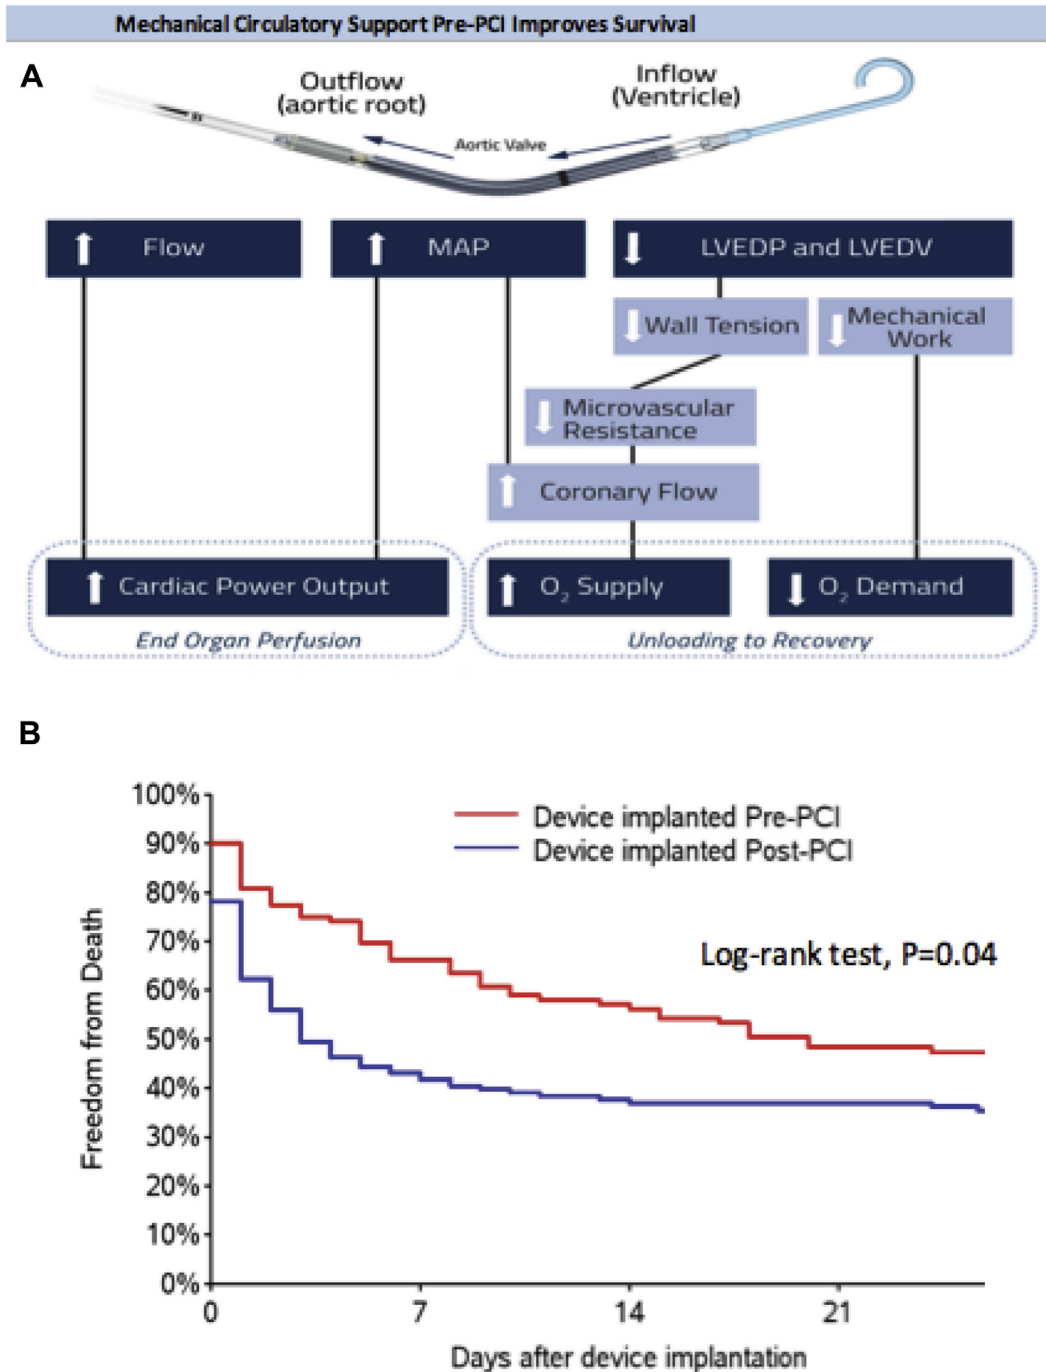 Mechanical Circulatory Support Pre-PCI Improves Survival
A
Outflow
(aortic root)
Inflow
(Ventricle)
Aortic Valve
Flow
MAP
LVEDP and LVEDV
Wall Tension
Mechanical
Work
Microvascular
Resistance
Coronary Flow
Cardiac Power Output
O₂ Supply
O₂ Demand
End Organ Perfusion
Unloading to Recovery
B
100%
90%
80%
70%
60%
50%
40%
30%
20%
10%
0%
Freedom from Death
Device implanted Pre-PCI
Device implanted Post-PCI
Log-rank test, P=0.04
0
7
14
21
Days after device implantation